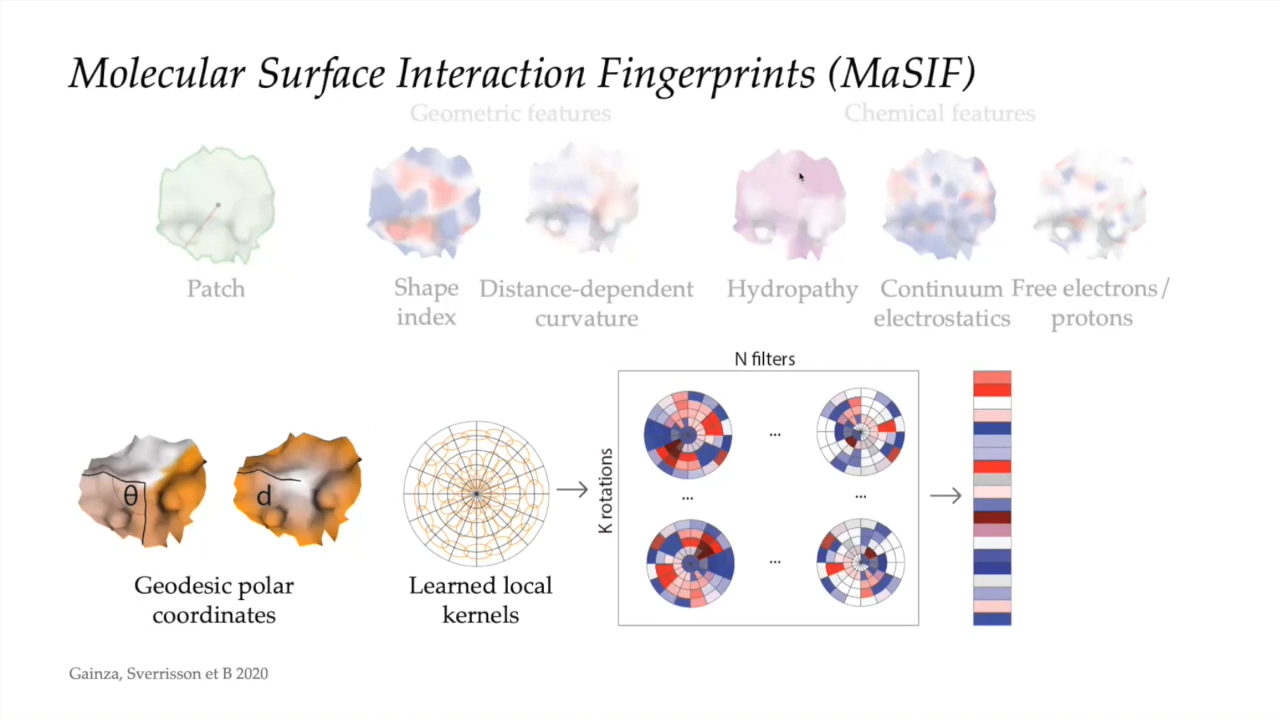 Molecular Surface Interaction Fingerprints (MaSIF)
Geometric features
Chemical features
Patch
Shape
index
Distance-dependent
curvature
Hydropathy
Continuum
electrostatics
Free electrons/
protons
N filters
K rotations
θ
d
...
...
...
...
Geodesic polar
coordinates
Learned local
kernels
Gainza, Sverrisson et B 2020